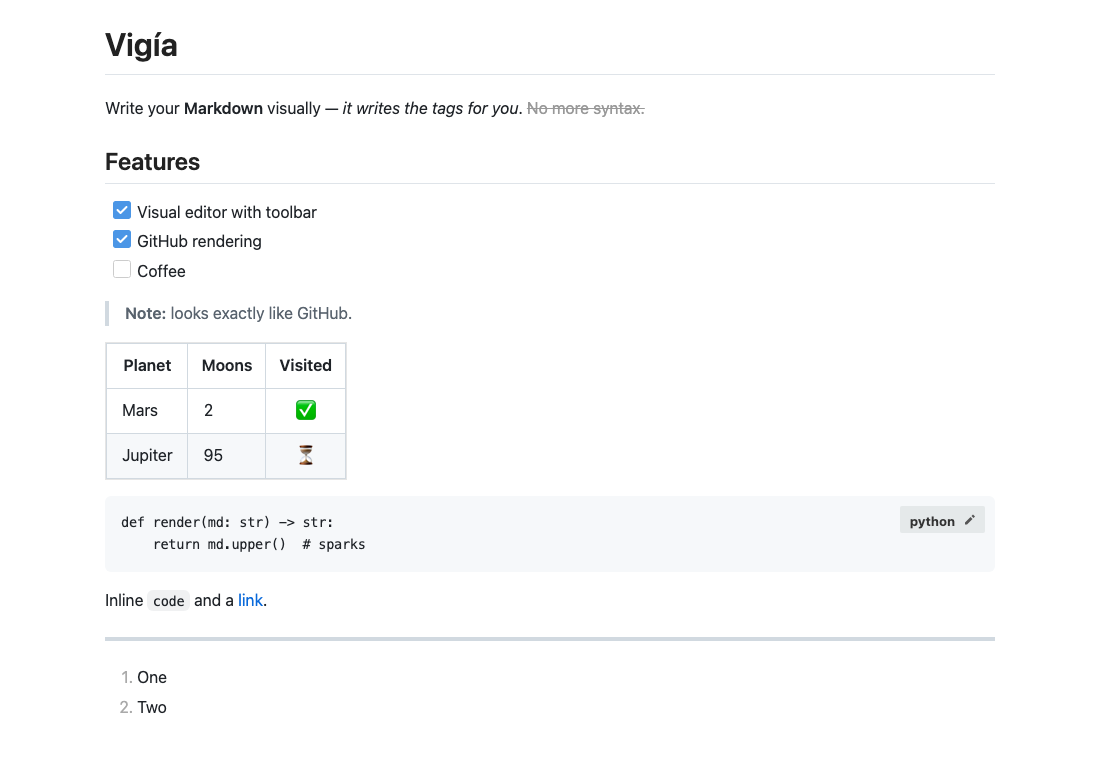 Vigía
Write your Markdown visually — it writes the tags for you. No more syntax.
Features
Visual editor with toolbar
GitHub rendering
Coffee
Note: looks exactly like GitHub.
Planet Moons Visited
Mars 2 ✅
Jupiter 95 ⏳
def render(md: str) -> str:
    return md.upper()  # sparks
python
Inline code and a link.
1. One
2. Two